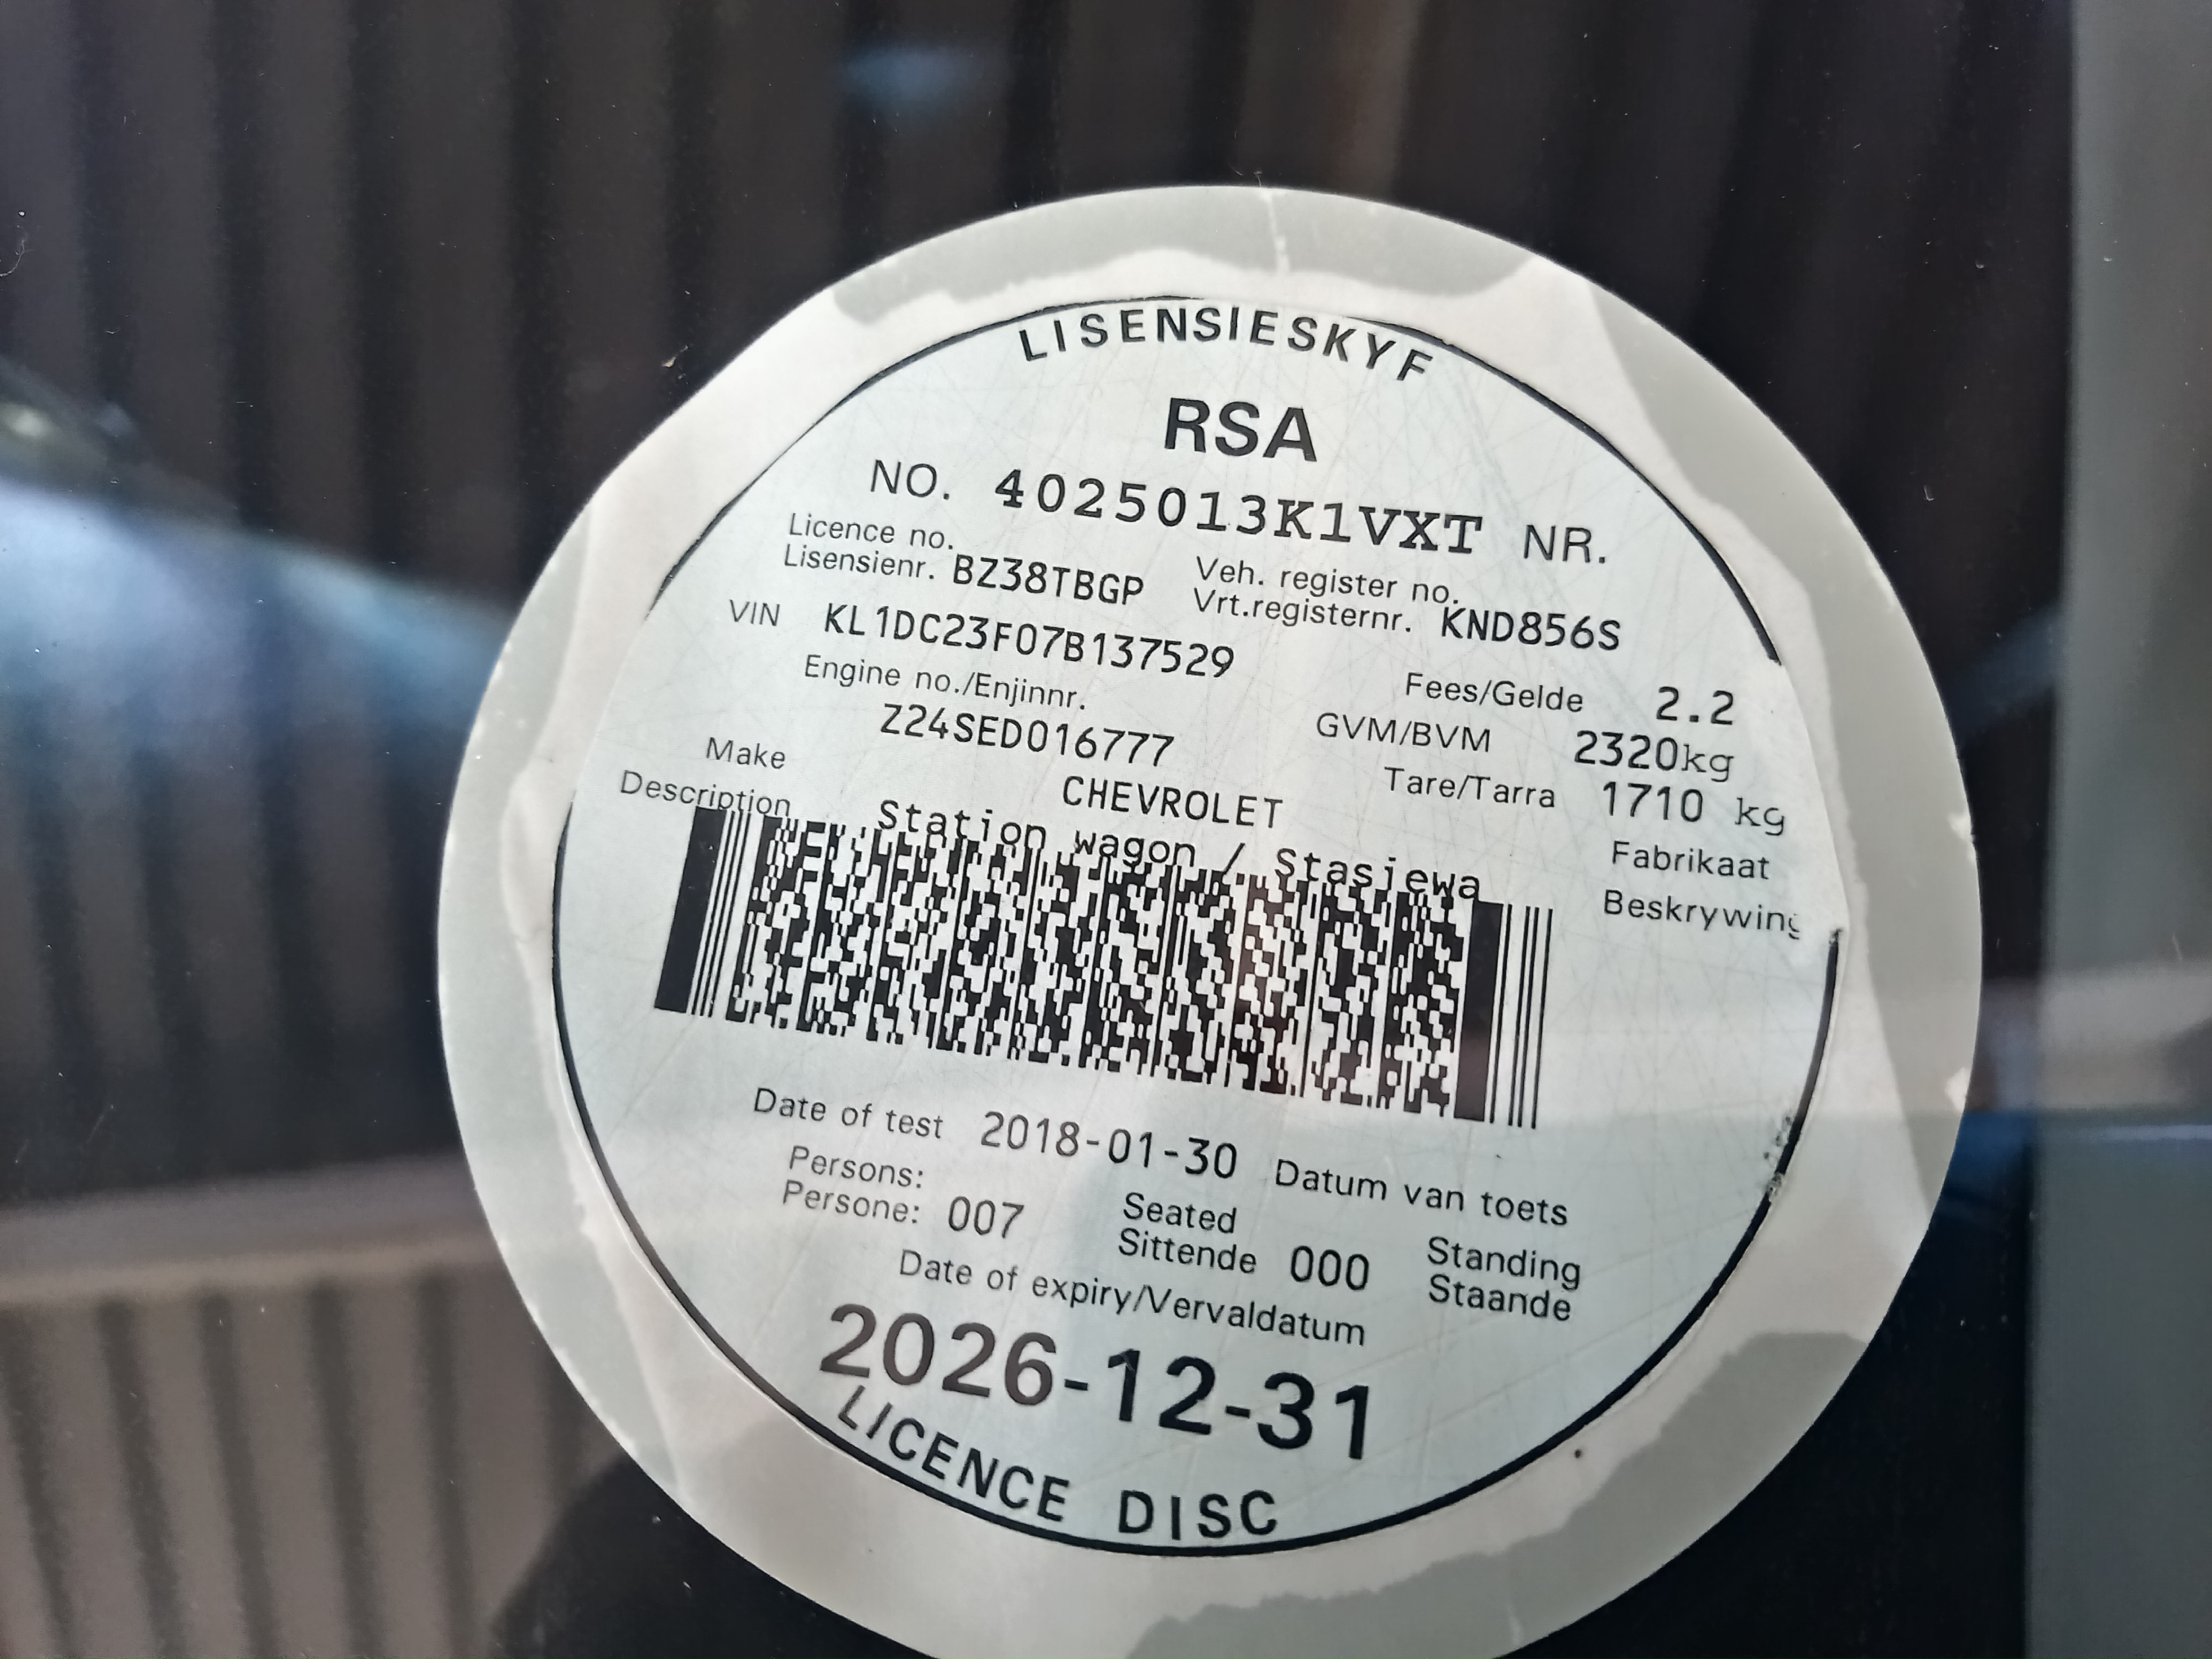 LISENSIESKYF
RSA
NO. 4025013K1VXT NR.
Licence no.
Lisensienr. BZ38TBGP
Veh. register no.
Vrt.registernr. KND856S
VIN KL1DC23F07B137529
Fees/Gelde 2.2
Engine no./Enjinnr.
Z24SED016777
GVM/BVM 2320kg
Tare/Tarra 1710 kg
Make CHEVROLET Fabrikaat
Description Station wagon / Stasiewa Beskrywing
Date of test 2018-01-30 Datum van toets
Persons:
Persone: 007
Seated
Sittende 000
Standing
Staande
Date of expiry/Vervaldatum
2026-12-31
LICENCE DISC